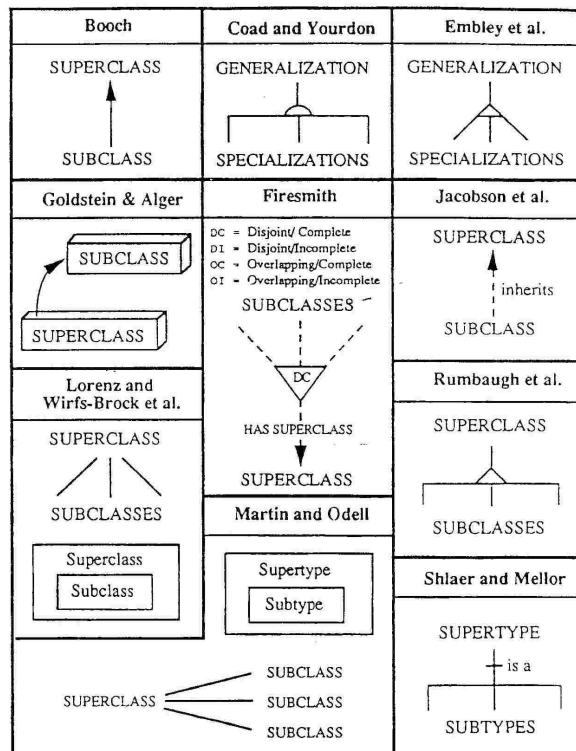 Booch
SUPERCLASS
SUBCLASS
Coad and Yourdon
GENERALIZATION
SPECIALIZATIONS
Embley et al.
GENERALIZATION
SPECIALIZATIONS
Goldstein & Alger
SUBCLASS
SUPERCLASS
Firesmith
DC = Disjoint/ Complete
DI = Disjoint/Incomplete
OC = Overlapping/Complete
OI = Overlapping/Incomplete
SUBCLASSES
DC
HAS SUPERCLASS
SUPERCLASS
Jacobson et al.
SUPERCLASS
inherits
SUBCLASS
Lorenz and
Wirfs-Brock et al.
SUPERCLASS
SUBCLASSES
Superclass
Subclass
Rumbaugh et al.
SUPERCLASS
SUBCLASSES
Martin and Odell
Supertype
Subtype
SUBCLASS
SUPERCLASS
SUBCLASS
SUBCLASS
Shlaer and Mellor
SUPERTYPE
is a
SUBTYPES